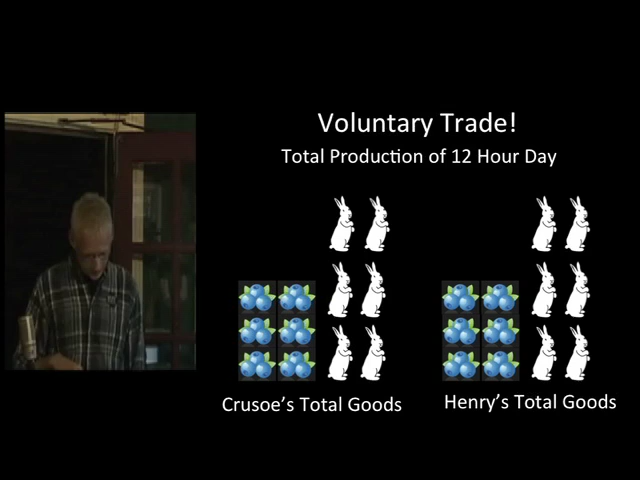 Voluntary Trade!
Total Production of 12 Hour Day
Crusoe's Total Goods
Henry's Total Goods